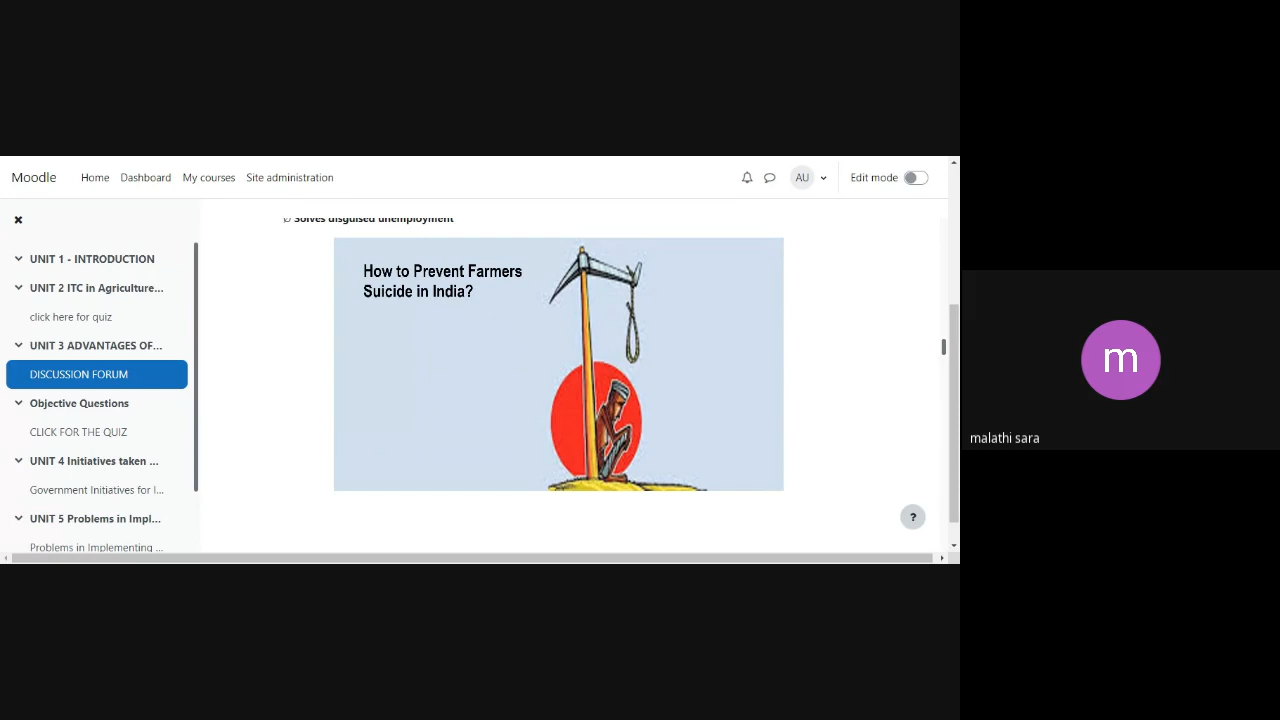 Moodle Home Dashboard My courses Site administration AU Edit mode
Solves disguised unemployment
UNIT 1 - INTRODUCTION
UNIT 2 ITC in Agriculture...
click here for quiz
UNIT 3 ADVANTAGES OF...
DISCUSSION FORUM
Objective Questions
CLICK FOR THE QUIZ
UNIT 4 Initiatives taken ...
Government Initiatives for I...
UNIT 5 Problems in Impl...
Problems in Implementing ...
How to Prevent Farmers
Suicide in India?
?
m
malathi sara